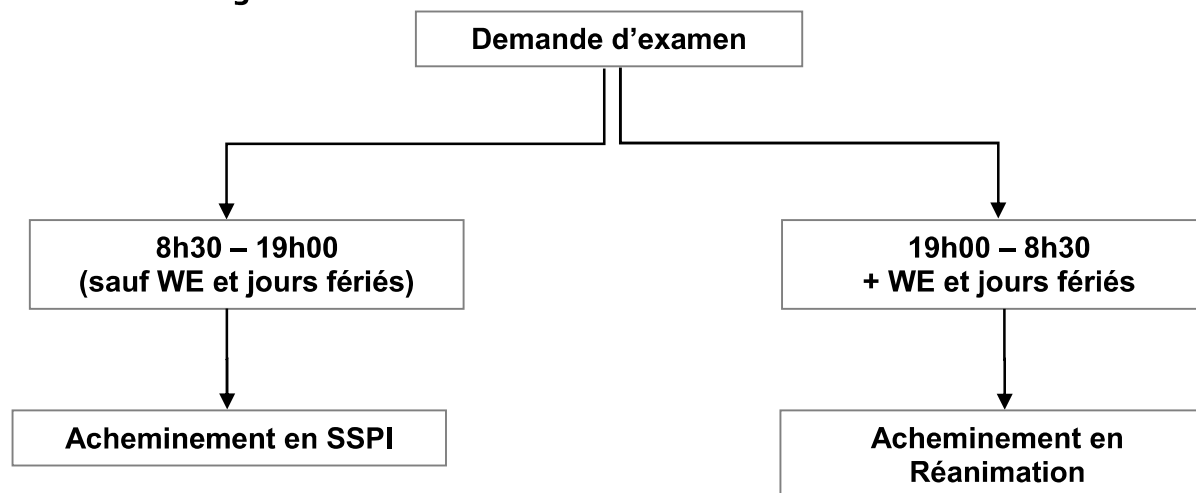 Demande d’examen
8h30 – 19h00
(sauf WE et jours fériés)
19h00 – 8h30
+ WE et jours fériés
Acheminement en SSPI
Acheminement en
Réanimation